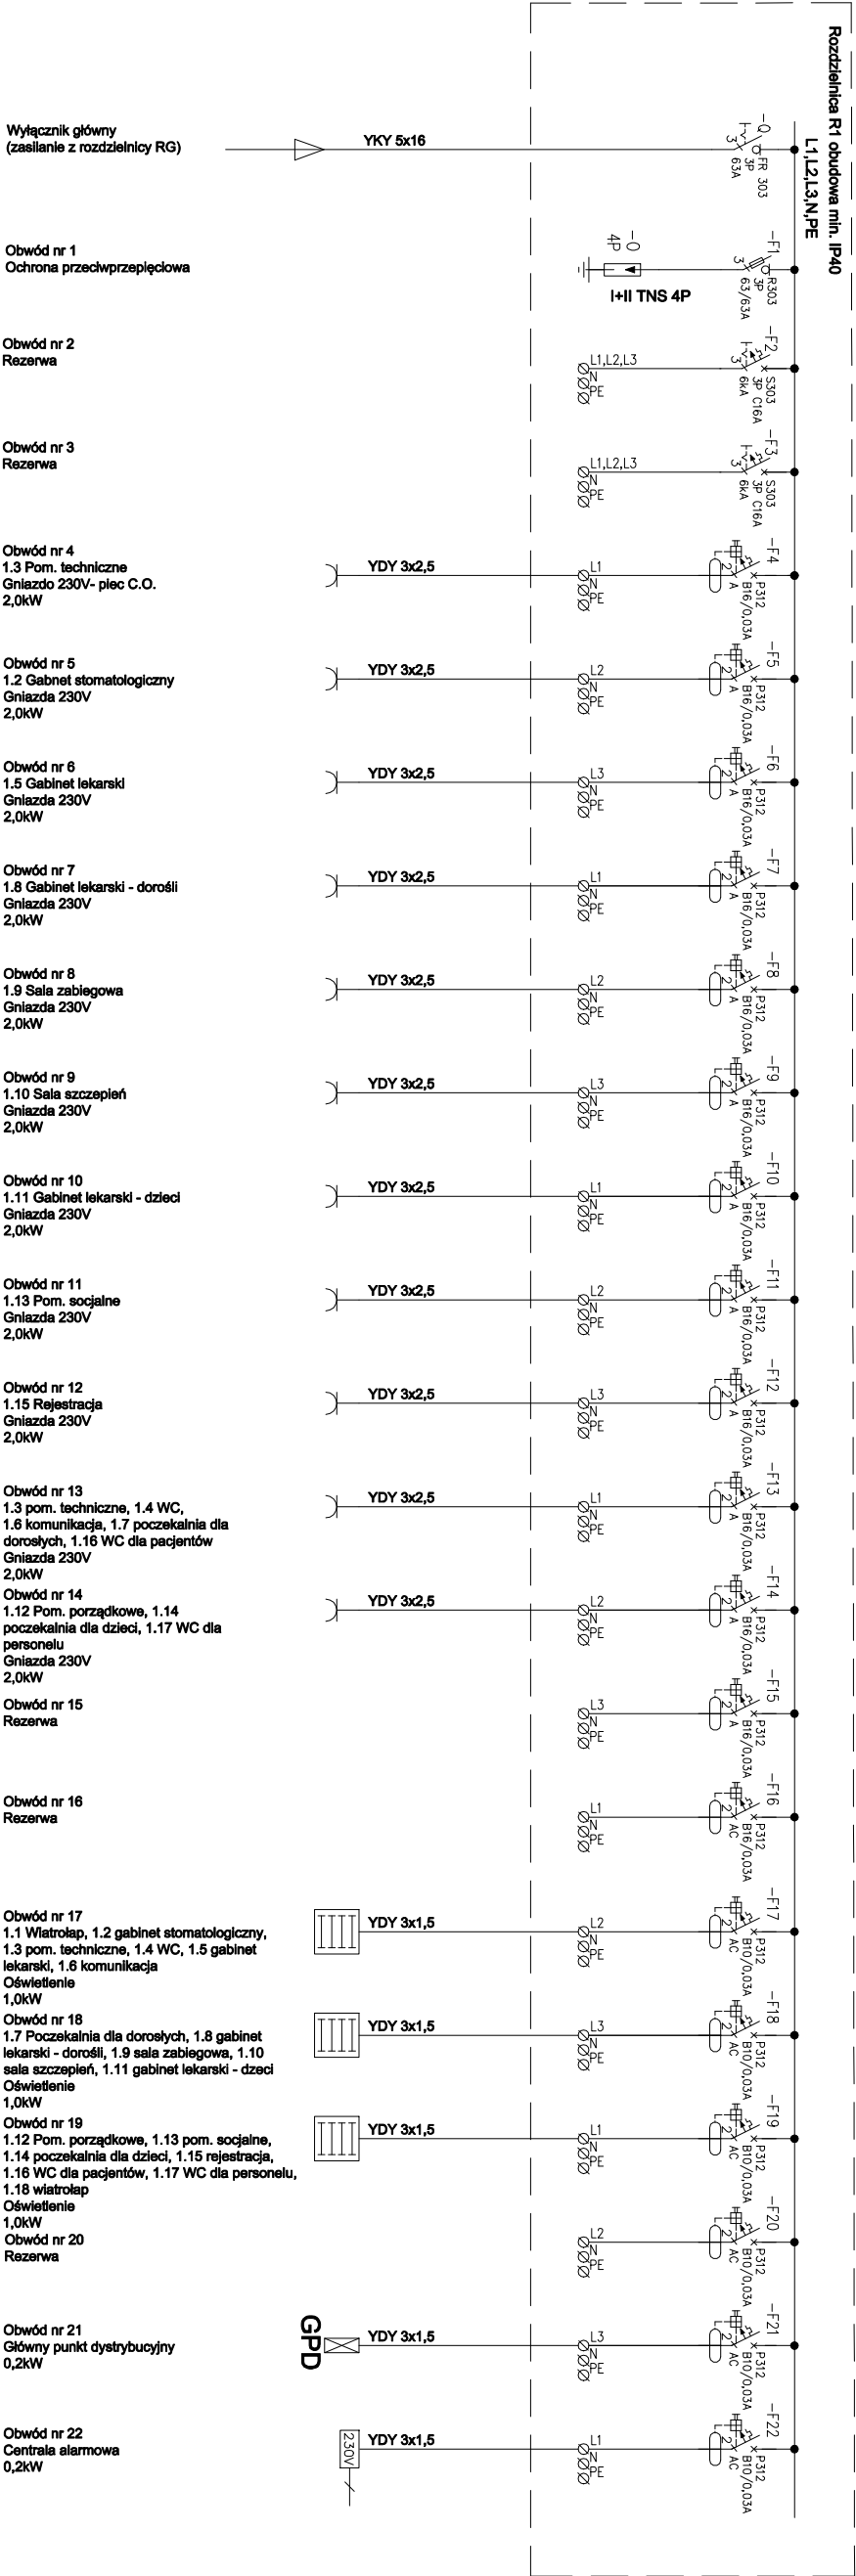 Rozdzielnica R1 obudowa min. IP40
L1,L2,L3,N,PE
Wyłącznik główny
(zasilanie z rozdzielnicy RG)
YKY 5x16
-Q
3
FR 303
3P
63A
Obwód nr 1
Ochrona przeciwprzepięciowa
-O
4P
I+II TNS 4P
-F1
3
R303
3P
63/63A
Obwód nr 2
Rezerwa
L1,L2,L3
N
PE
-F2
3
S303
3P C16A
6kA
Obwód nr 3
Rezerwa
L1,L2,L3
N
PE
-F3
3
S303
3P C16A
6kA
Obwód nr 4
1.3 Pom. techniczne
Gniazdo 230V- piec C.O.
2,0kW
YDY 3x2,5
L1
N
PE
-F4
2
P312
B16/0,03A
A
Obwód nr 5
1.2 Gabnet stomatologiczny
Gniazda 230V
2,0kW
YDY 3x2,5
L2
N
PE
-F5
2
P312
B16/0,03A
A
Obwód nr 6
1.5 Gabinet lekarski
Gniazda 230V
2,0kW
YDY 3x2,5
L3
N
PE
-F6
2
P312
B16/0,03A
A
Obwód nr 7
1.8 Gabinet lekarski - dorośli
Gniazda 230V
2,0kW
YDY 3x2,5
L1
N
PE
-F7
2
P312
B16/0,03A
A
Obwód nr 8
1.9 Sala zabiegowa
Gniazda 230V
2,0kW
YDY 3x2,5
L2
N
PE
-F8
2
P312
B16/0,03A
A
Obwód nr 9
1.10 Sala szczepień
Gniazda 230V
2,0kW
YDY 3x2,5
L3
N
PE
-F9
2
P312
B16/0,03A
A
Obwód nr 10
1.11 Gabinet lekarski - dzieci
Gniazda 230V
2,0kW
YDY 3x2,5
L1
N
PE
-F10
2
P312
B16/0,03A
A
Obwód nr 11
1.13 Pom. socjalne
Gniazda 230V
2,0kW
YDY 3x2,5
L2
N
PE
-F11
2
P312
B16/0,03A
A
Obwód nr 12
1.15 Rejestracja
Gniazda 230V
2,0kW
YDY 3x2,5
L3
N
PE
-F12
2
P312
B16/0,03A
A
Obwód nr 13
1.3 pom. techniczne, 1.4 WC,
1.6 komunikacja, 1.7 poczekalnia dla
dorosłych, 1.16 WC dla pacjentów
Gniazda 230V
2,0kW
YDY 3x2,5
L1
N
PE
-F13
2
P312
B16/0,03A
A
Obwód nr 14
1.12 Pom. porządkowe, 1.14
poczekalnia dla dzieci, 1.17 WC dla
personelu
Gniazda 230V
2,0kW
YDY 3x2,5
L2
N
PE
-F14
2
P312
B16/0,03A
A
Obwód nr 15
Rezerwa
L3
N
PE
-F15
2
P312
B16/0,03A
A
Obwód nr 16
Rezerwa
L1
N
PE
-F16
2
P312
B16/0,03A
AC
Obwód nr 17
1.1 Wiatrołap, 1.2 gabinet stomatologiczny,
1.3 pom. techniczne, 1.4 WC, 1.5 gabinet
lekarski, 1.6 komunikacja
Oświetlenie
1,0kW
YDY 3x1,5
L2
N
PE
-F17
2
P312
B10/0,03A
AC
Obwód nr 18
1.7 Poczekalnia dla dorosłych, 1.8 gabinet
lekarski - dorośli, 1.9 sala zabiegowa, 1.10
sala szczepień, 1.11 gabinet lekarski - dzeci
Oświetlenie
1,0kW
YDY 3x1,5
L3
N
PE
-F18
2
P312
B10/0,03A
AC
Obwód nr 19
1.12 Pom. porządkowe, 1.13 pom. socjalne,
1.14 poczekalnia dla dzieci, 1.15 rejestracja,
1.16 WC dla pacjentów, 1.17 WC dla personelu,
1.18 wiatrołap
Oświetlenie
1,0kW
YDY 3x1,5
L1
N
PE
-F19
2
P312
B10/0,03A
AC
Obwód nr 20
Rezerwa
L2
N
PE
-F20
2
P312
B10/0,03A
AC
Obwód nr 21
Główny punkt dystrybucyjny
0,2kW
GPD
YDY 3x1,5
L3
N
PE
-F21
2
P312
B10/0,03A
AC
Obwód nr 22
Centrala alarmowa
0,2kW
230V
YDY 3x1,5
L1
N
PE
-F22
2
P312
B10/0,03A
AC